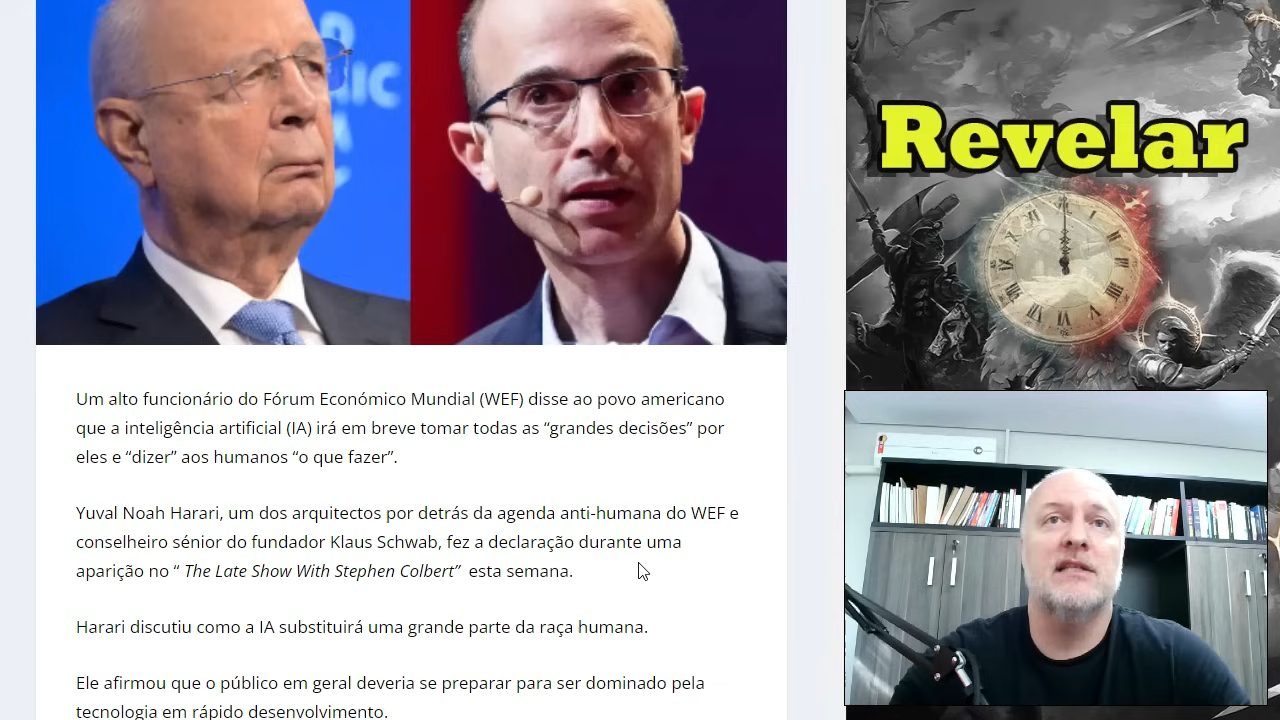 Revelar
Um alto funcionário do Fórum Económico Mundial (WEF) disse ao povo americano
que a inteligência artificial (IA) irá em breve tomar todas as “grandes decisões” por
eles e “dizer” aos humanos “o que fazer”.
Yuval Noah Harari, um dos arquitectos por detrás da agenda anti-humana do WEF e
conselheiro sénior do fundador Klaus Schwab, fez a declaração durante uma
aparição no “ The Late Show With Stephen Colbert” esta semana.
Harari discutiu como a IA substituirá uma grande parte da raça humana.
Ele afirmou que o público em geral deveria se preparar para ser dominado pela
tecnologia em rápido desenvolvimento.